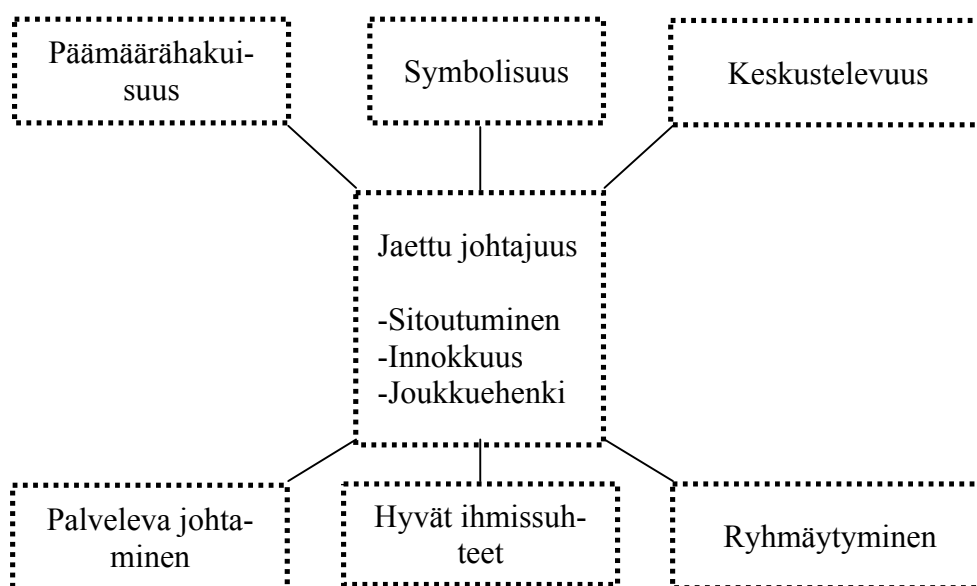 Päämäärähakui-
suus
Symbolisuus
Keskustelevuus
Jaettu johtajuus
-Sitoutuminen
-Innokkuus
-Joukkuehenki
Palveleva johta-
minen
Hyvät ihmissuh-
teet
Ryhmäytyminen